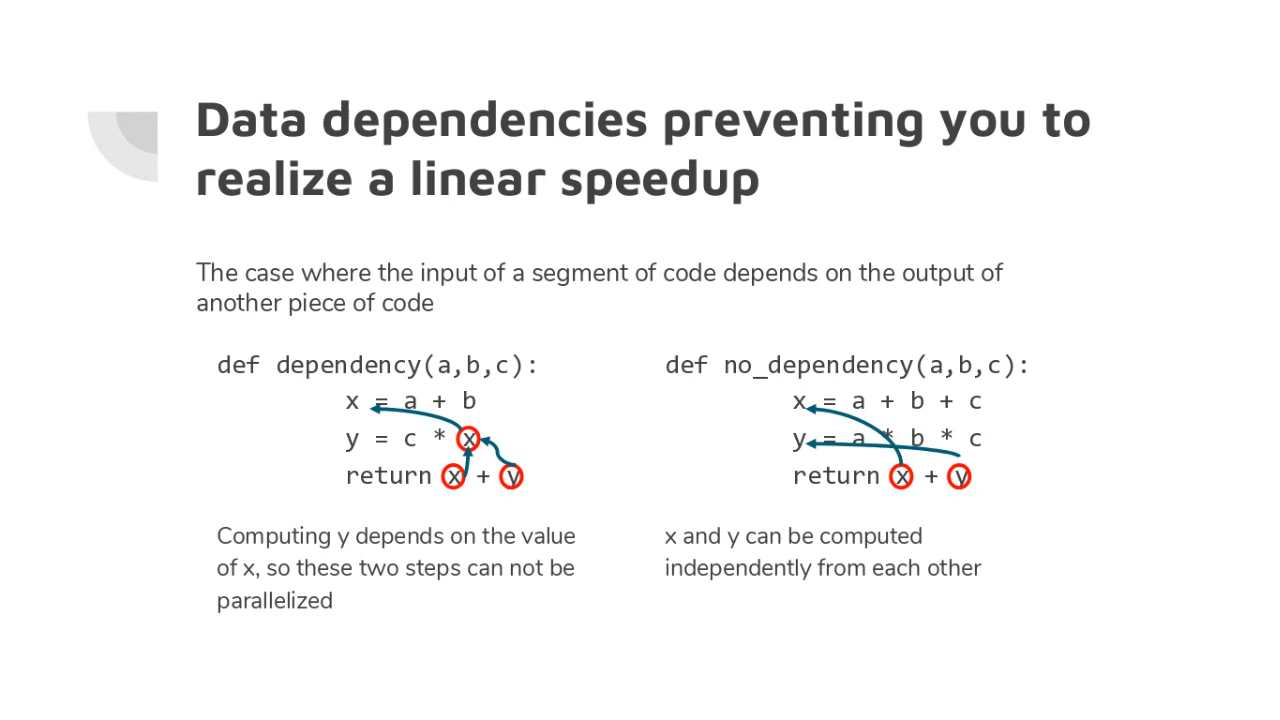 Data dependencies preventing you to
realize a linear speedup
The case where the input of a segment of code depends on the output of
another piece of code
def dependency(a,b,c):
x = a + b
y = c * x
return x + y
Computing y depends on the value
of x, so these two steps can not be
parallelized
def no_dependency(a,b,c):
x = a + b + c
y = a * b * c
return x + y
x and y can be computed
independently from each other